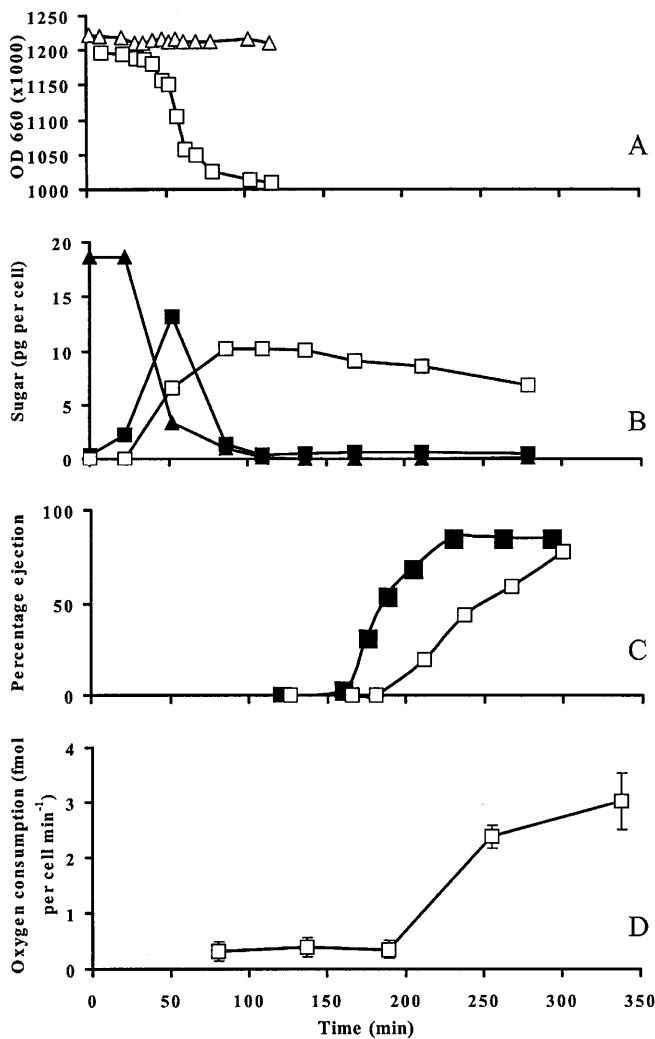 1250
1200
1150
1100
1050
1000
OD 660 (x1000)
A
20
15
10
5
0
Sugar (pg per cell)
B
100
50
0
Percentage ejection
C
4
3
2
1
0
Oxygen consumption (fmol
per cell min-1)
D
0 50 100 150 200 250 300 350
Time (min)